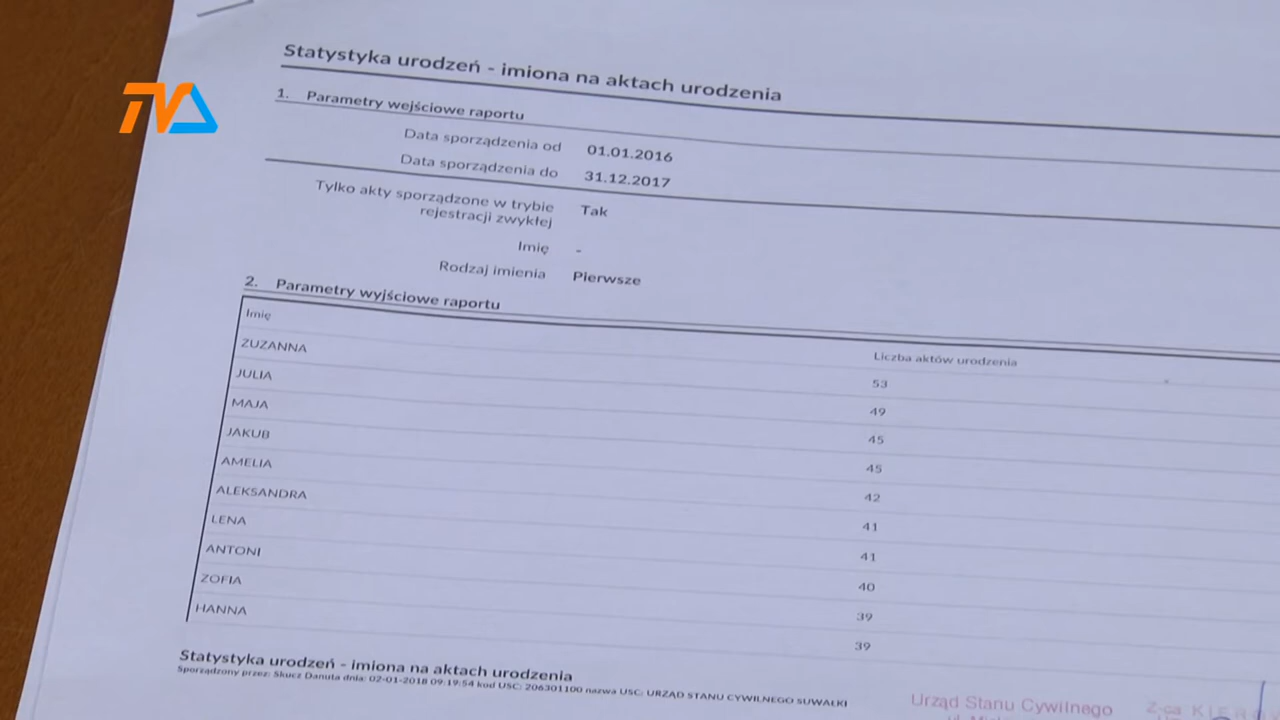 TVA
Statystyka urodzeń - imiona na aktach urodzenia
1. Parametry wejściowe raportu
Data sporządzenia od 01.01.2016
Data sporządzenia do 31.12.2017
Tylko akty sporządzone w trybie rejestracji zwykłej Tak
Imię -
Rodzaj imienia Pierwsze
2. Parametry wyjściowe raportu
Imię Liczba aktów urodzenia
ZUZANNA 53
JULIA 49
MAJA 45
JAKUB 45
AMELIA 42
ALEKSANDRA 41
LENA 41
ANTONI 40
ZOFIA 39
HANNA 39
Statystyka urodzeń - imiona na aktach urodzenia
Sporządzony przez: Skucz Danuta dnia: 02-01-2018 09:19:54 kod USC: 206301100 nazwa USC: URZĄD STANU CYWILNEGO SUWAŁKI
Urząd Stanu Cywilnego
Z-ca